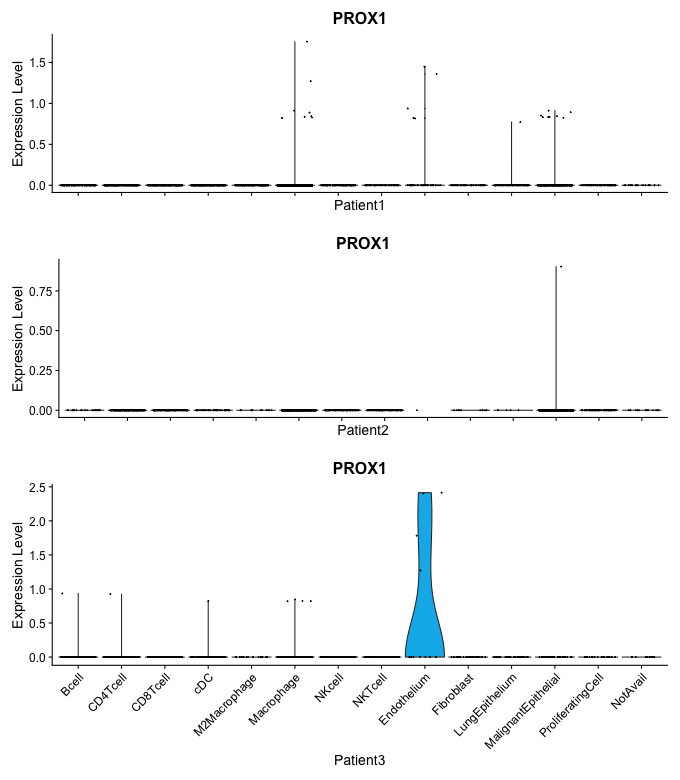 PROX1
Expression Level
1.5
1.0
0.5
0.0
Patient1
PROX1
Expression Level
0.75
0.50
0.25
0.00
Patient2
PROX1
Expression Level
2.5
2.0
1.5
1.0
0.5
0.0
Bcell
CD4Tcell
CD8Tcell
cDC
M2Macrophage
Macrophage
NKcell
NKTcell
Endothelium
Fibroblast
LungEpithelium
MalignantEpithelial
ProliferatingCell
NotAvail
Patient3